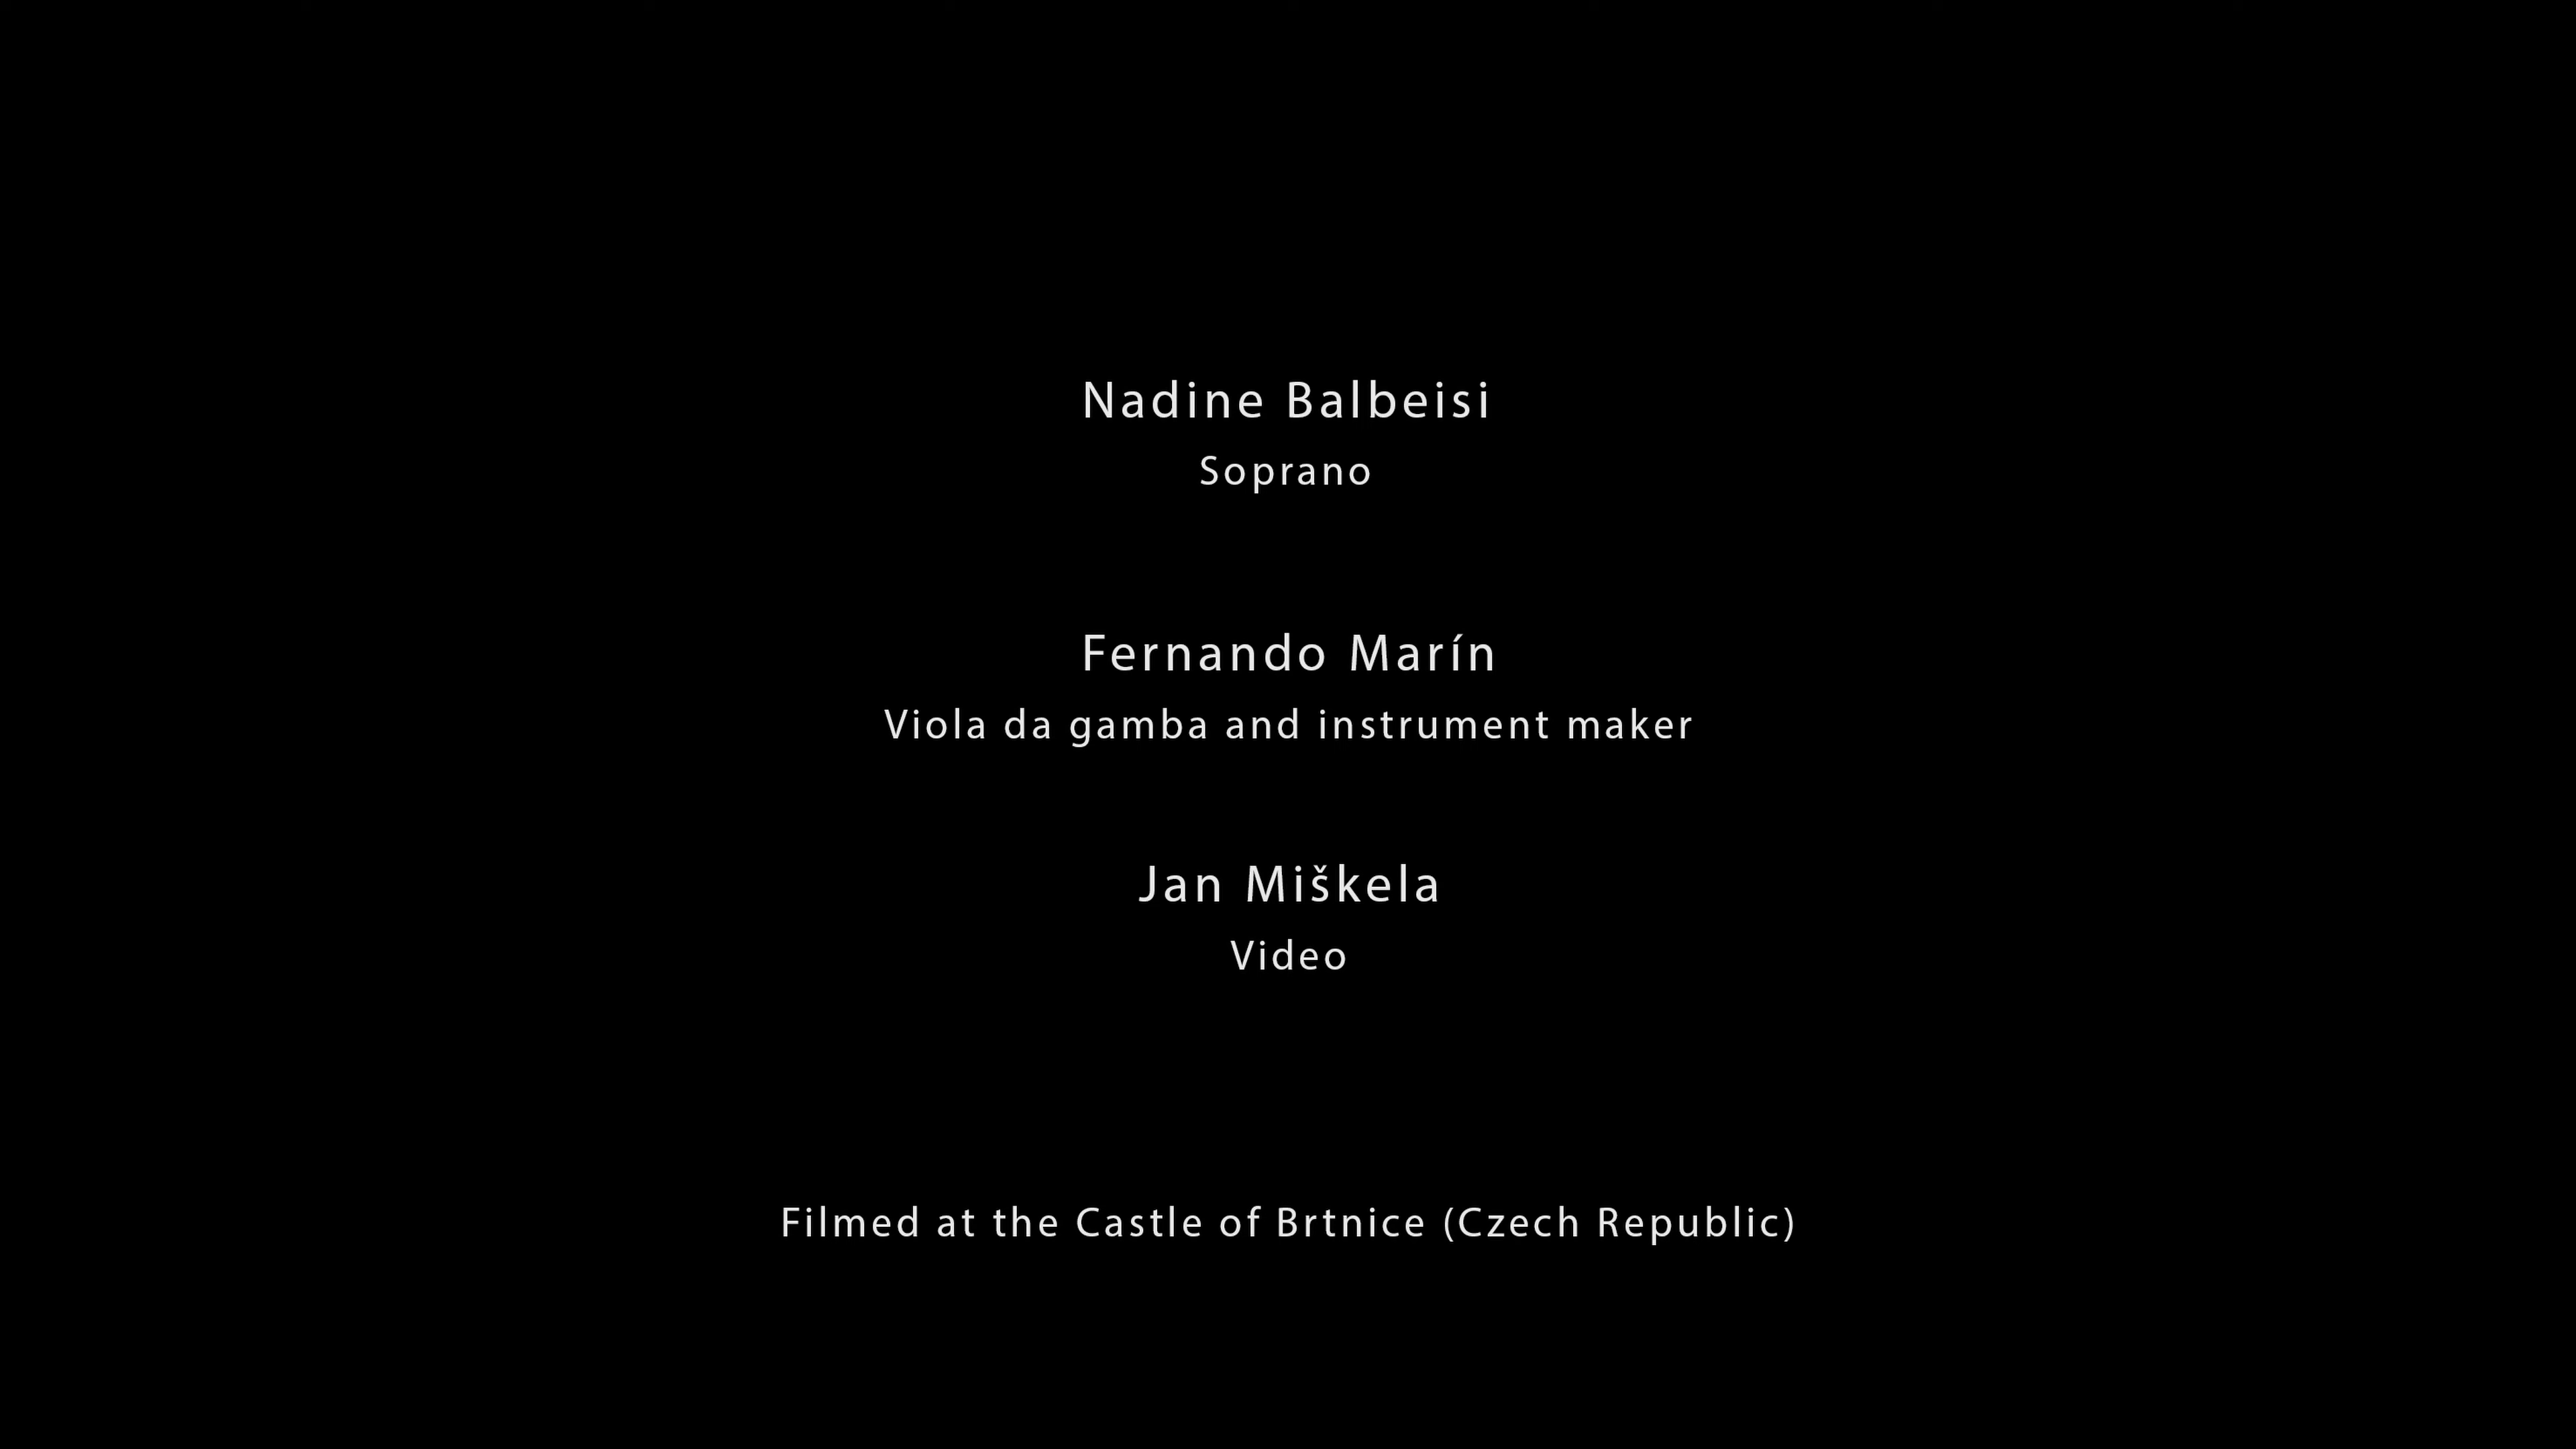 Nadine Balbeisi
Soprano
Fernando Marín
Viola da gamba and instrument maker
Jan Miškela
Video
Filmed at the Castle of Brtnice (Czech Republic)